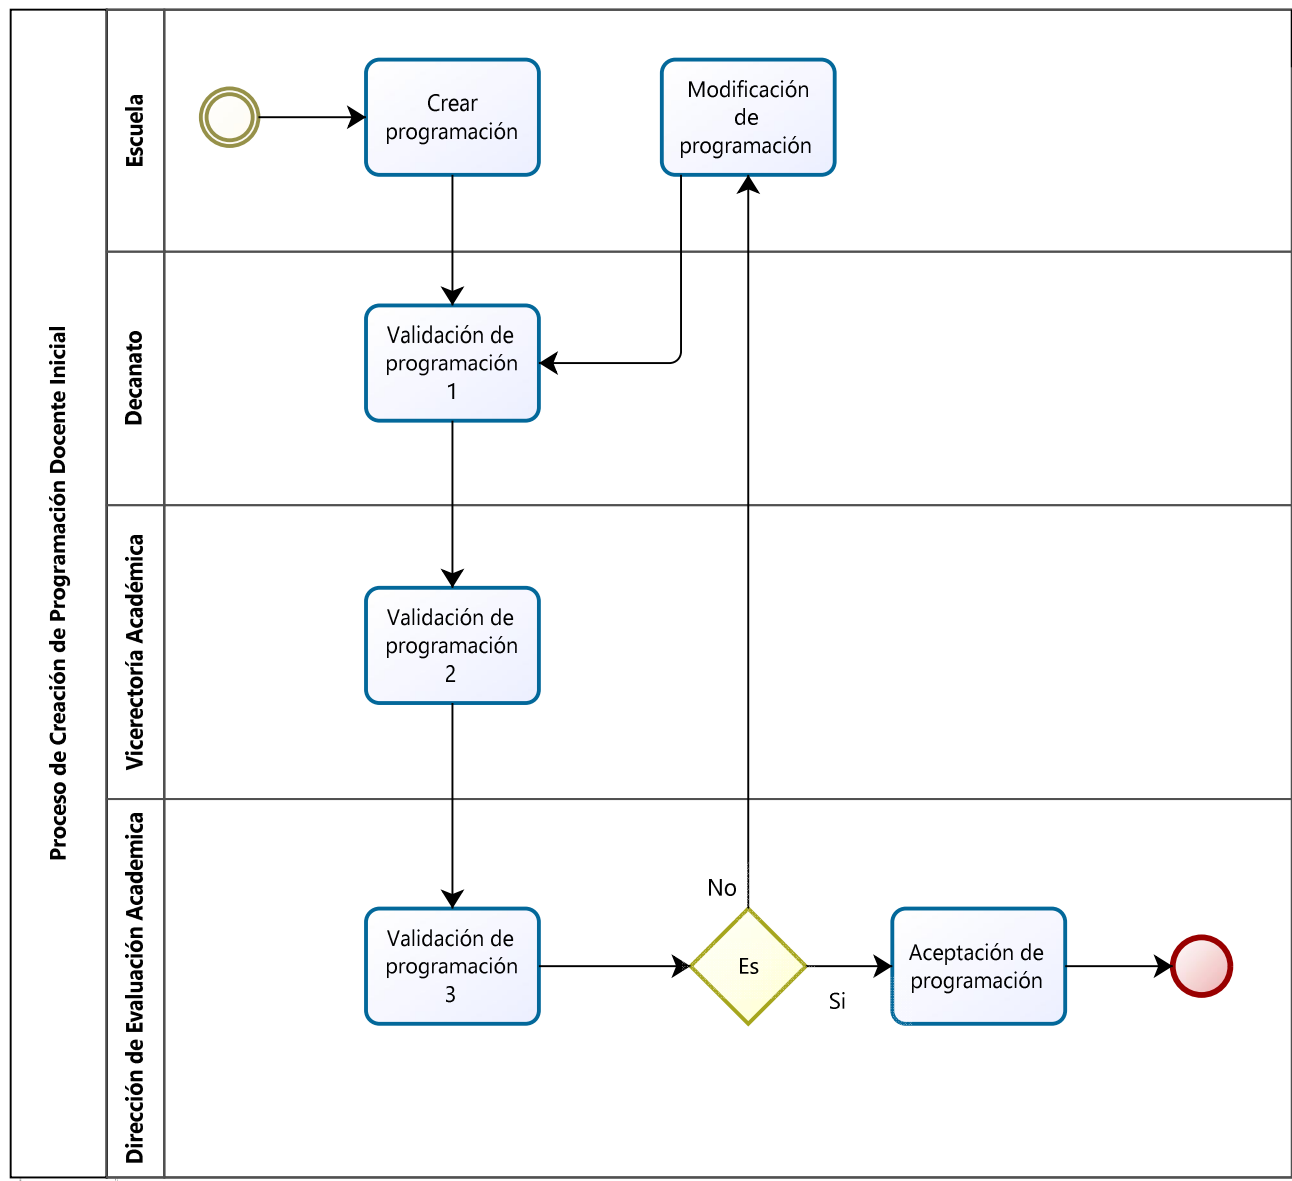 Proceso de Creación de Programación Docente Inicial
Escuela
Crear
programación
Modificación
de
programación
Decanato
Validación de
programación
1
Vicerectoría Académica
Validación de
programación
2
Dirección de Evaluación Academica
Validación de
programación
3
No
Es
Si
Aceptación de
programación